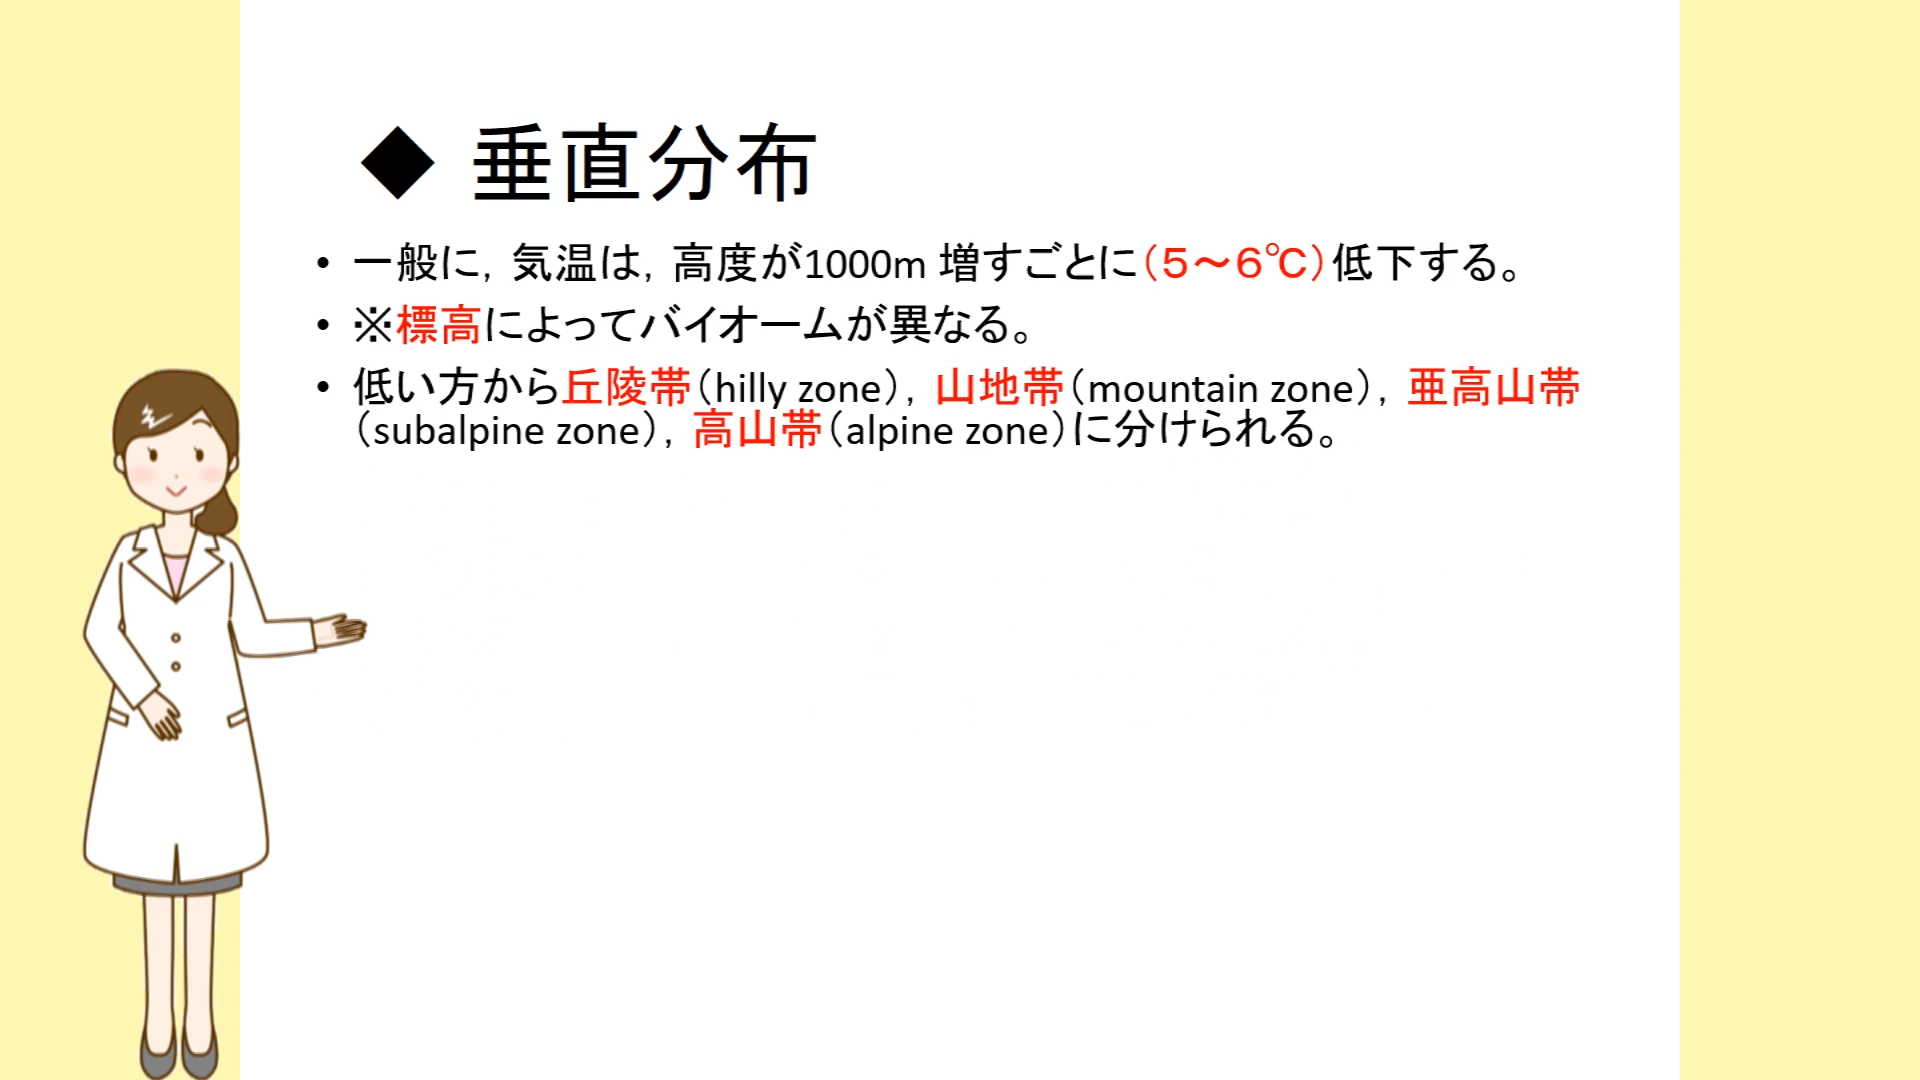 ◆ 垂直分布
• 一般に，気温は，高度が1000m 増すごとに（５～６℃）低下する。
• ※標高によってバイオームが異なる。
• 低い方から丘陵帯（hilly zone），山地帯（mountain zone），亜高山帯
（subalpine zone），高山帯（alpine zone）に分けられる。